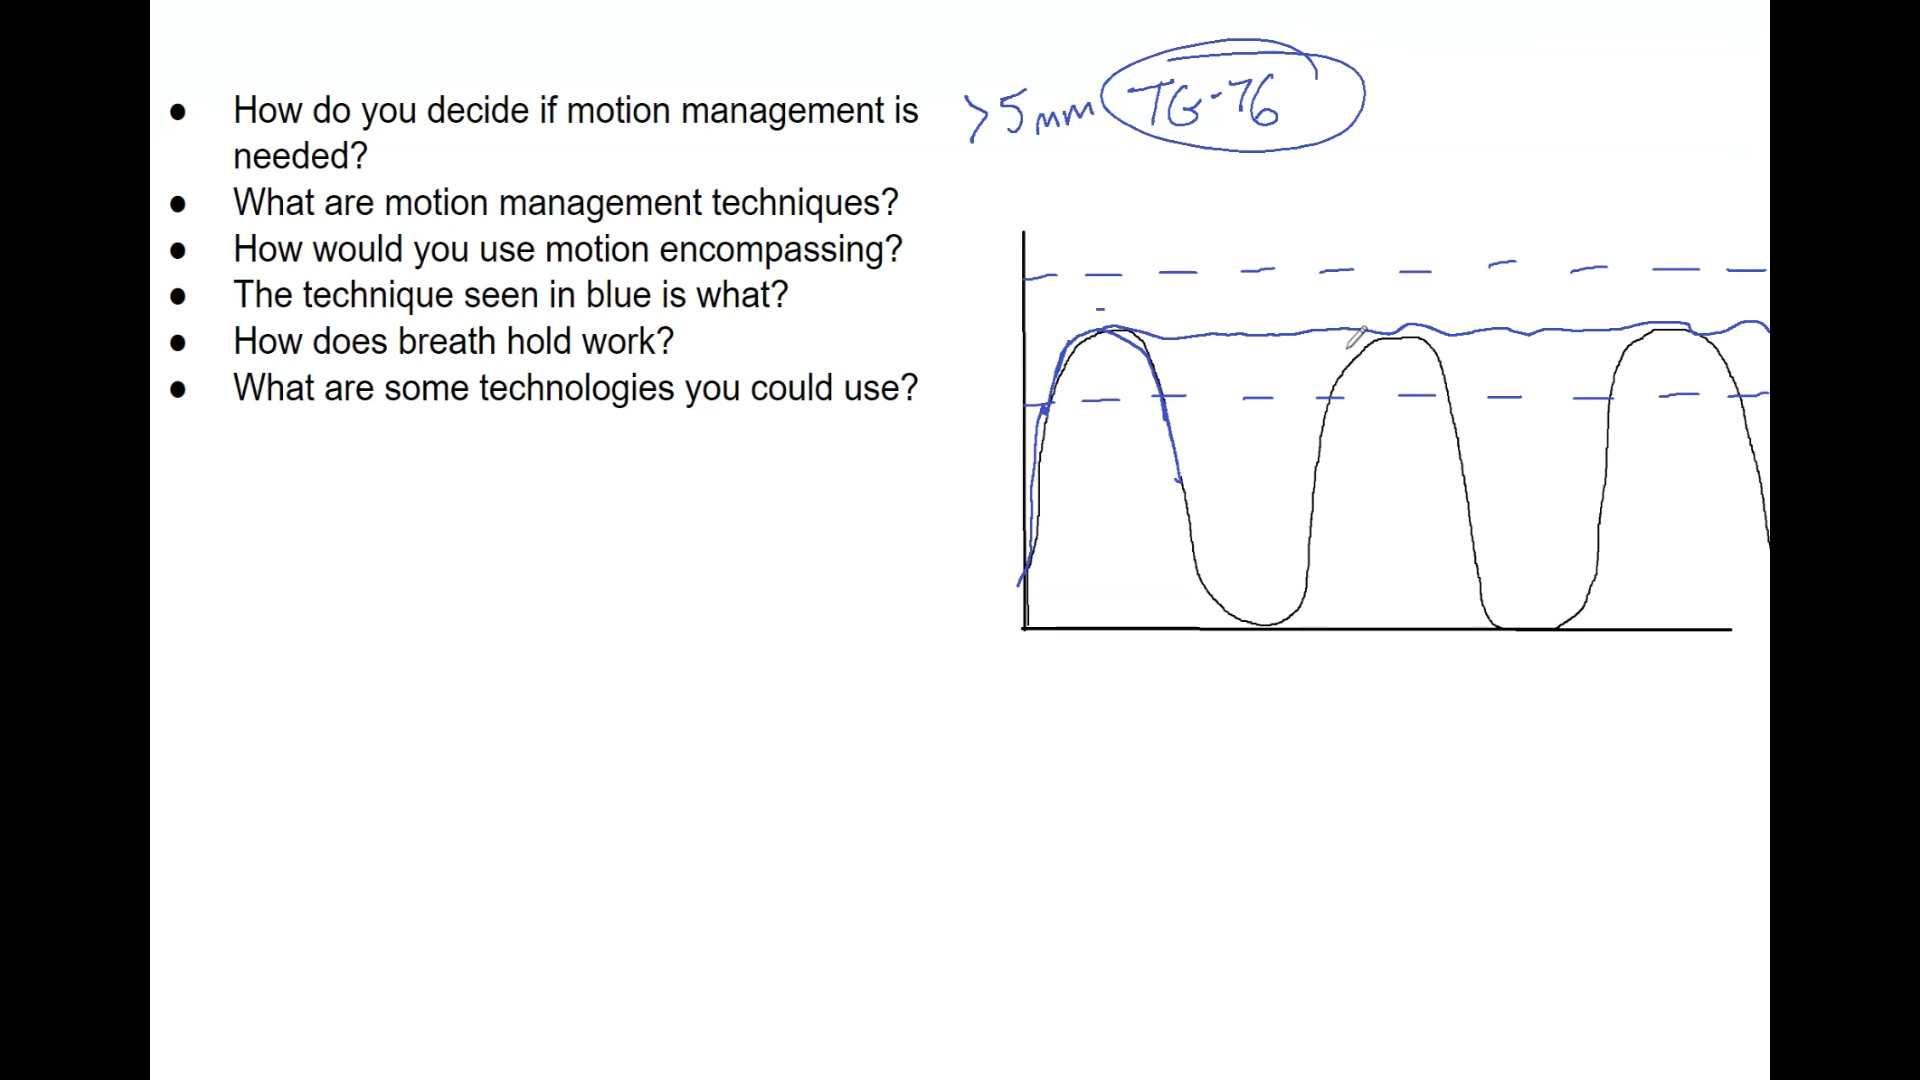 ● How do you decide if motion management is
needed?
● What are motion management techniques?
● How would you use motion encompassing?
● The technique seen in blue is what?
● How does breath hold work?
● What are some technologies you could use?
>5mm TG-76